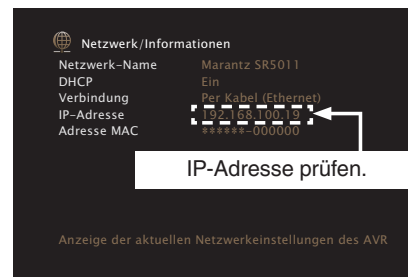 Netzwerk/Informationen
Netzwerk-Name Marantz SR5011
DHCP Ein
Verbindung Per Kabel (Ethernet)
IP-Adresse 192.168.100.19
Adresse MAC ******-000000
IP-Adresse prüfen.
Anzeige der aktuellen Netzwerkeinstellungen des AVR